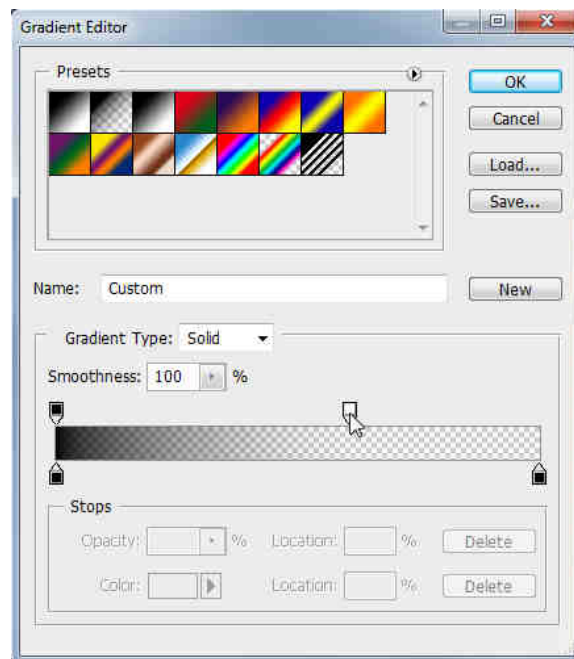 Gradient Editor
Presets
OK
Cancel
Load...
Save...
Name: Custom
New
Gradient Type: Solid
Smoothness: 100 %
Stops
Opacity: % Location: % Delete
Color: Location: % Delete